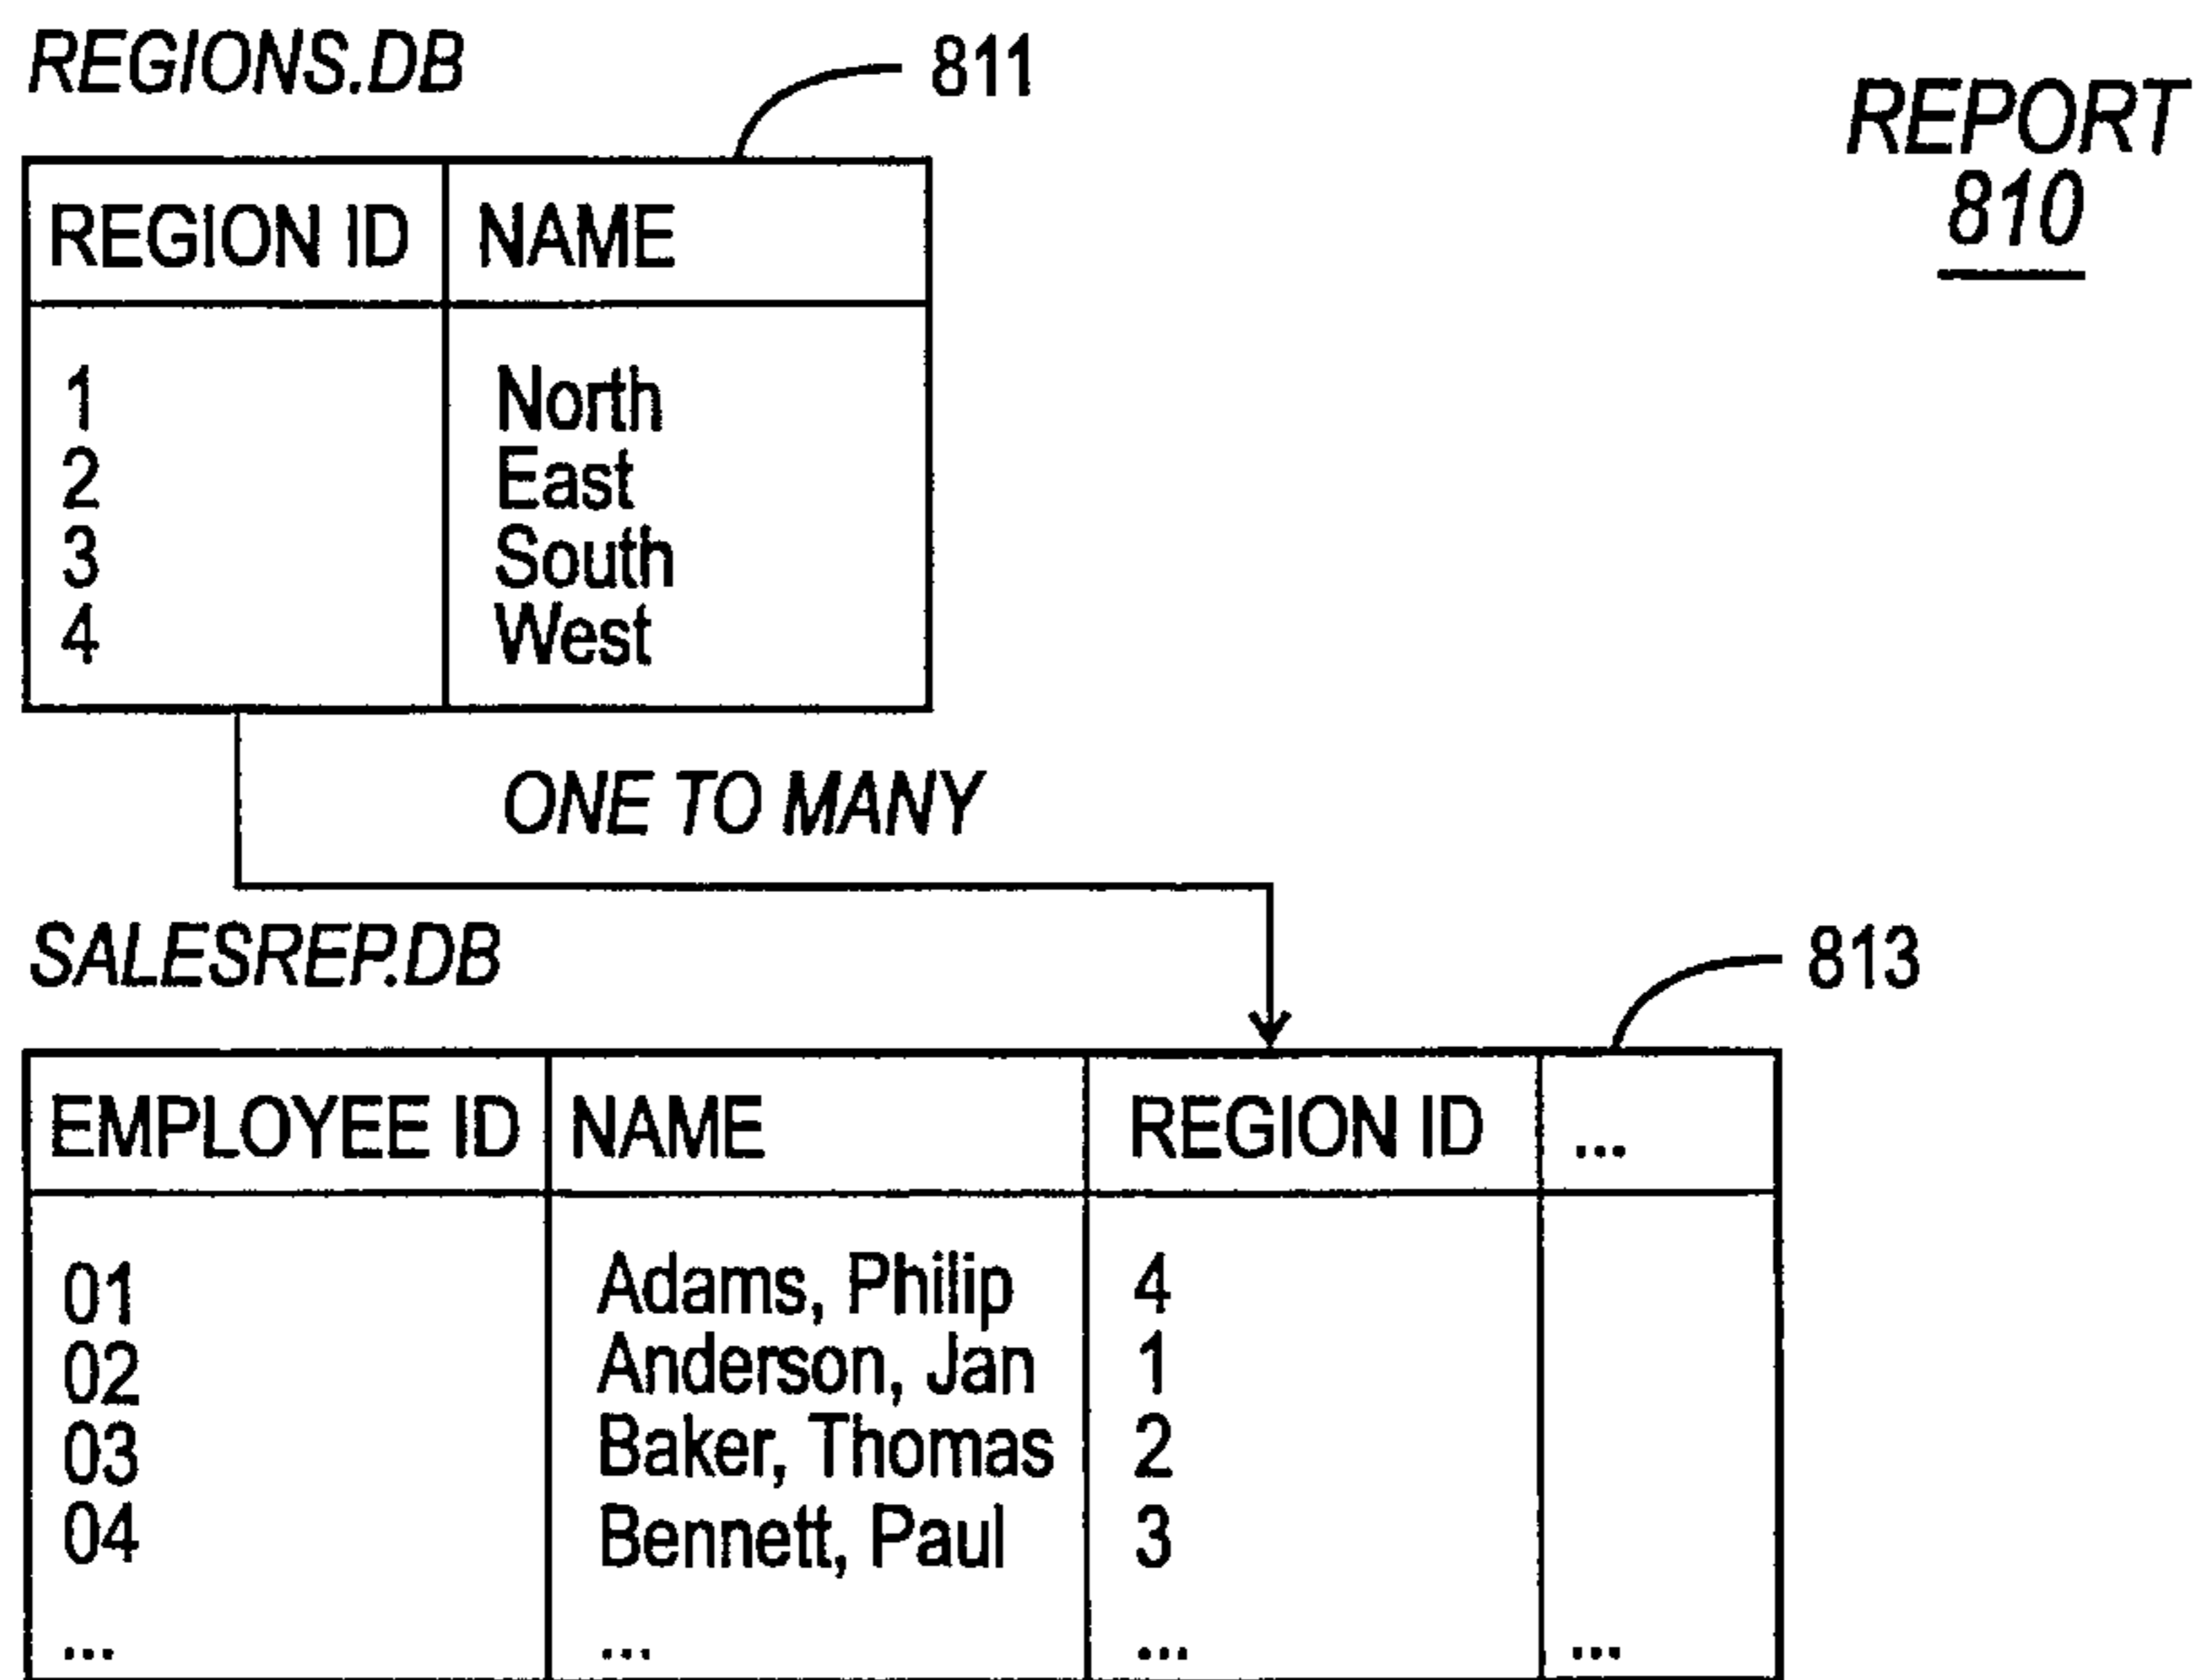 REGIONS.DB
811
REPORT
810
REGION ID NAME
1 North
2 East
3 South
4 West
ONE TO MANY
SALESREP.DB
813
EMPLOYEE ID NAME REGION ID ...
01 Adams, Philip 4
02 Anderson, Jan 1
03 Baker, Thomas 2
04 Bennett, Paul 3
... ... ... ...